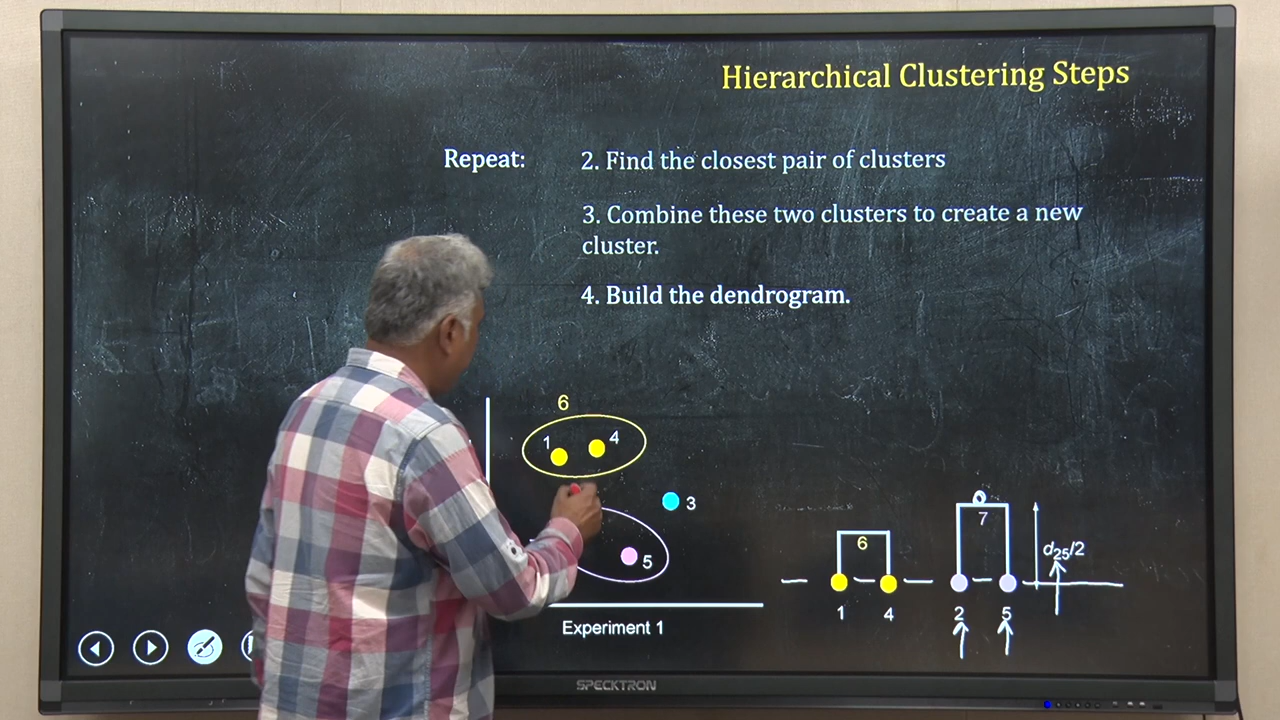 Hierarchical Clustering Steps
Repeat:
2. Find the closest pair of clusters
3. Combine these two clusters to create a new
cluster.
4. Build the dendrogram.
6
1
4
3
5
Experiment 1
6
7
d25/2
1
4
2
5
SPECKTRON